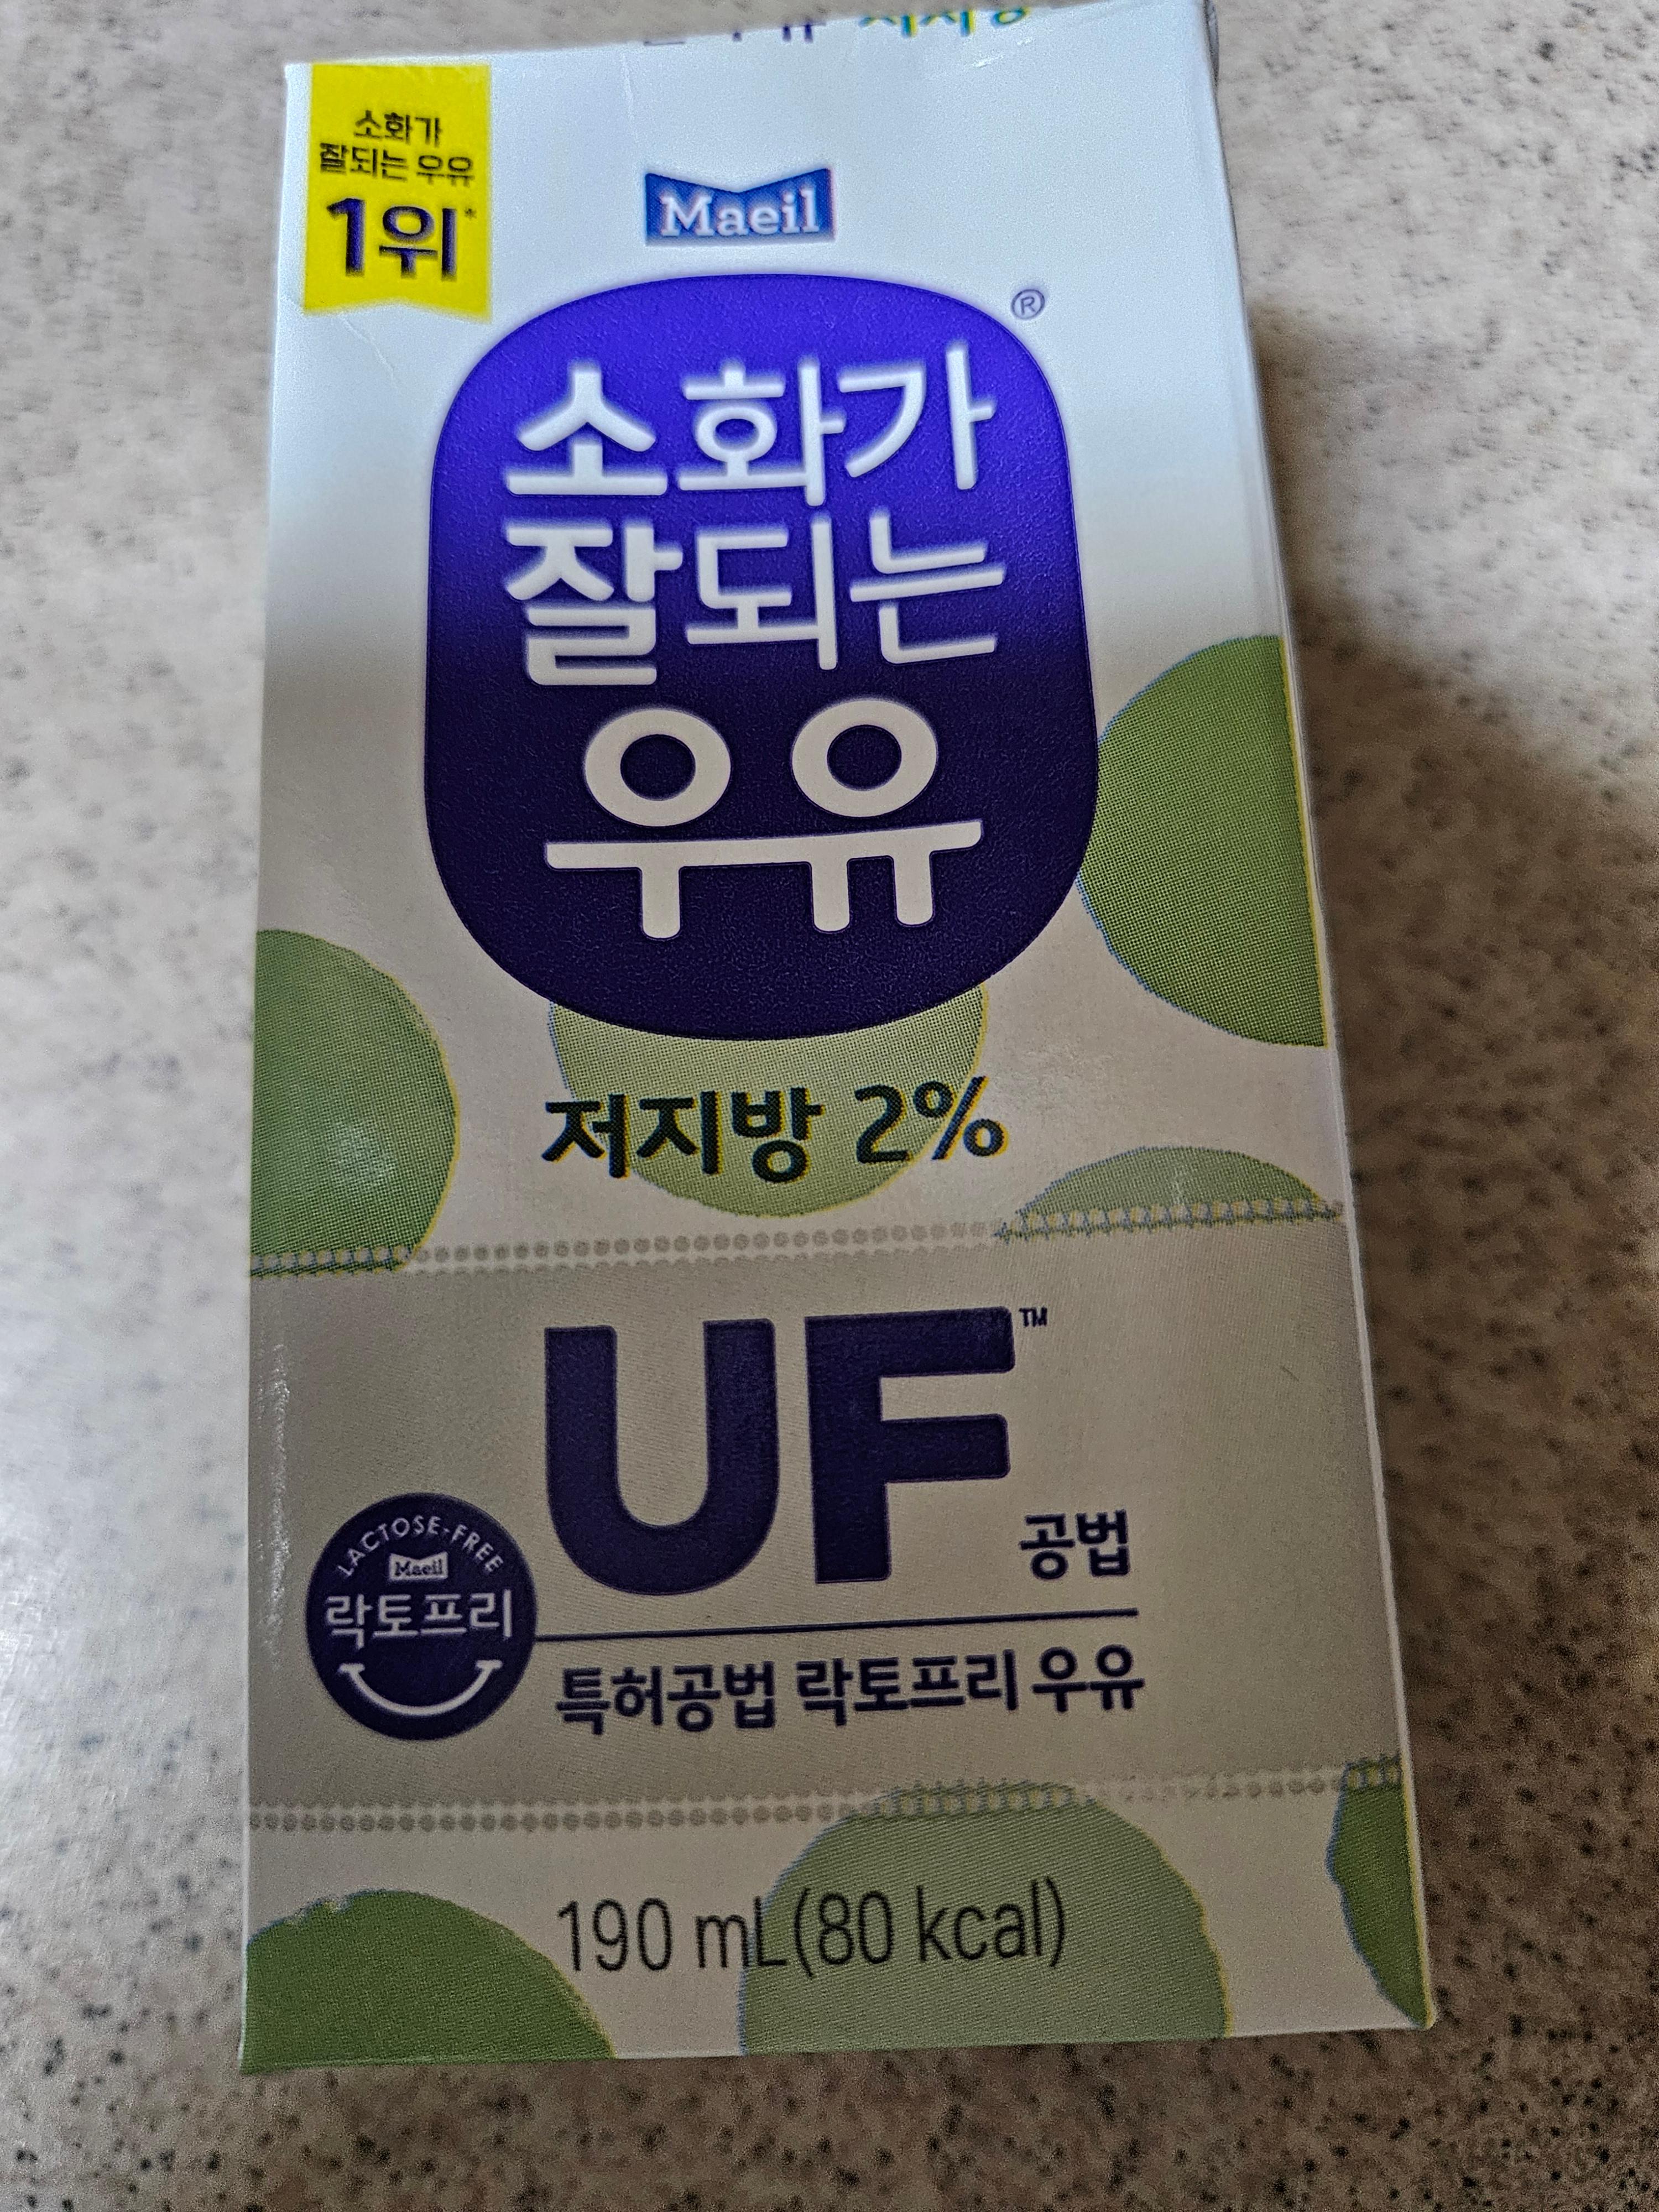 소화가
잘되는 우유
1위*
Maeil
®
소화가
잘되는
우유
저지방 2%
UF™
공법
LACTOSE-FREE
Maeil
락토프리
특허공법 락토프리 우유
190 mL(80 kcal)